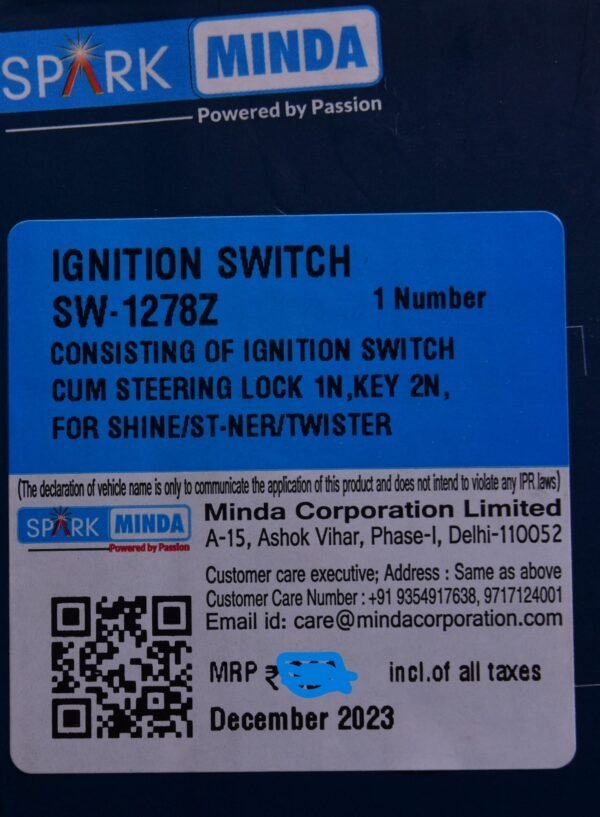 SPARK MINDA
Powered by Passion
IGNITION SWITCH
SW-1278Z 1 Number
CONSISTING OF IGNITION SWITCH
CUM STEERING LOCK 1N,KEY 2N,
FOR SHINE/ST-NER/TWISTER
(The declaration of vehicle name is only to communicate the application of this product and does not intend to violate any IPR laws)
SPARK MINDA
Powered by Passion
Minda Corporation Limited
A-15, Ashok Vihar, Phase-I, Delhi-110052
Customer care executive; Address : Same as above
Customer Care Number : +91 9354917638, 9717124001
Email id: care@mindacorporation.com
MRP ₹ incl.of all taxes
December 2023